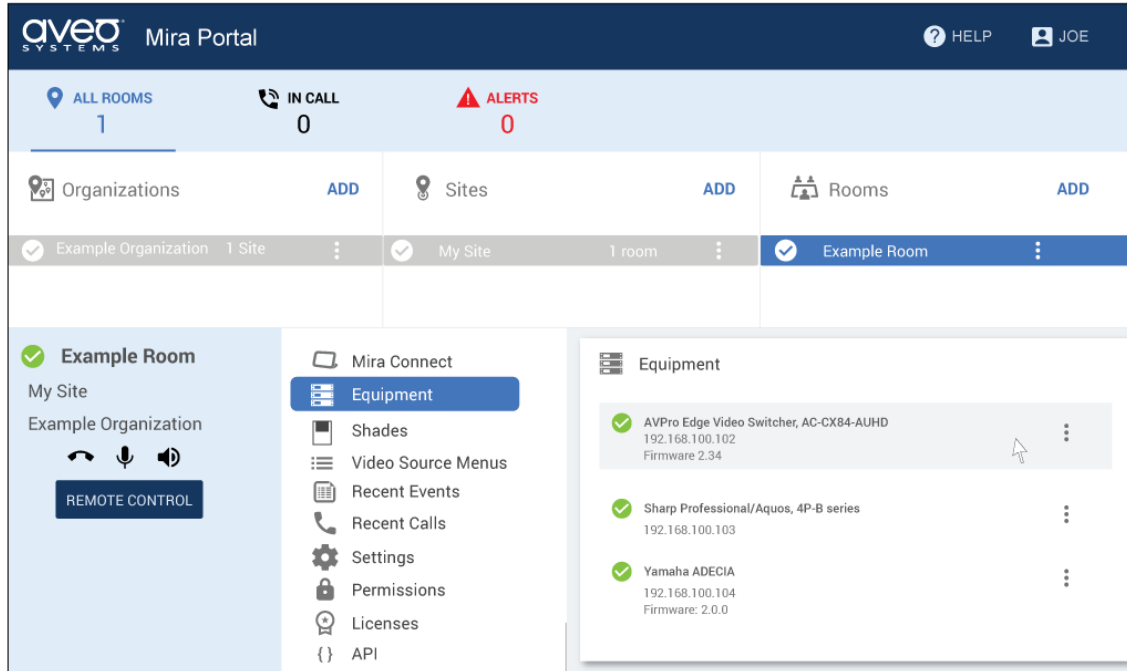 aveo
SYSTEMS
Mira Portal
HELP
JOE
ALL ROOMS
1
IN CALL
0
ALERTS
0
Organizations
ADD
Sites
ADD
Rooms
ADD
Example Organization 1 Site
My Site 1 room
Example Room
Example Room
My Site
Example Organization
REMOTE CONTROL
Mira Connect
Equipment
Shades
Video Source Menus
Recent Events
Recent Calls
Settings
Permissions
Licenses
API
Equipment
AVPro Edge Video Switcher, AC-CX84-AUHD
192.168.100.102
Firmware 2.34
Sharp Professional/Aquos, 4P-B series
192.168.100.103
Yamaha ADECIA
192.168.100.104
Firmware: 2.0.0